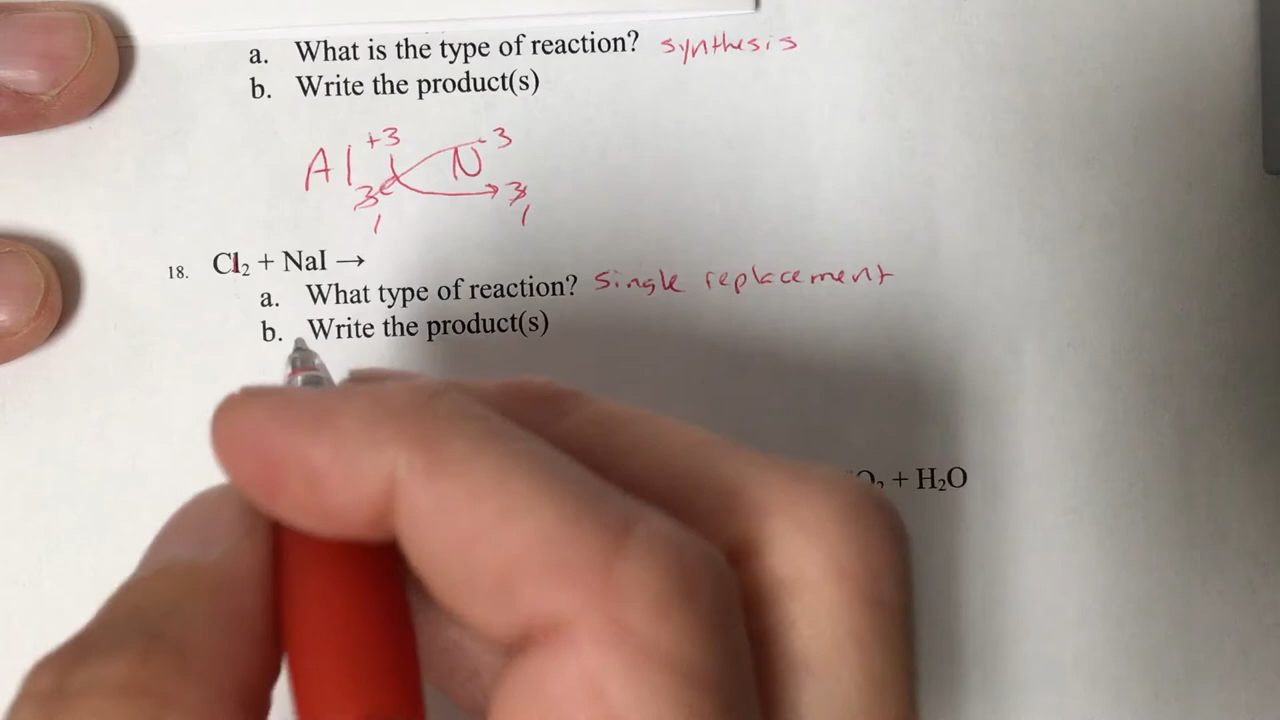 a. What is the type of reaction? synthesis
b. Write the product(s)
Al+3 N-3
3 3
1 1
18. Cl₂ + NaI →
a. What type of reaction? Single replacement
b. Write the product(s)
+ H₂O